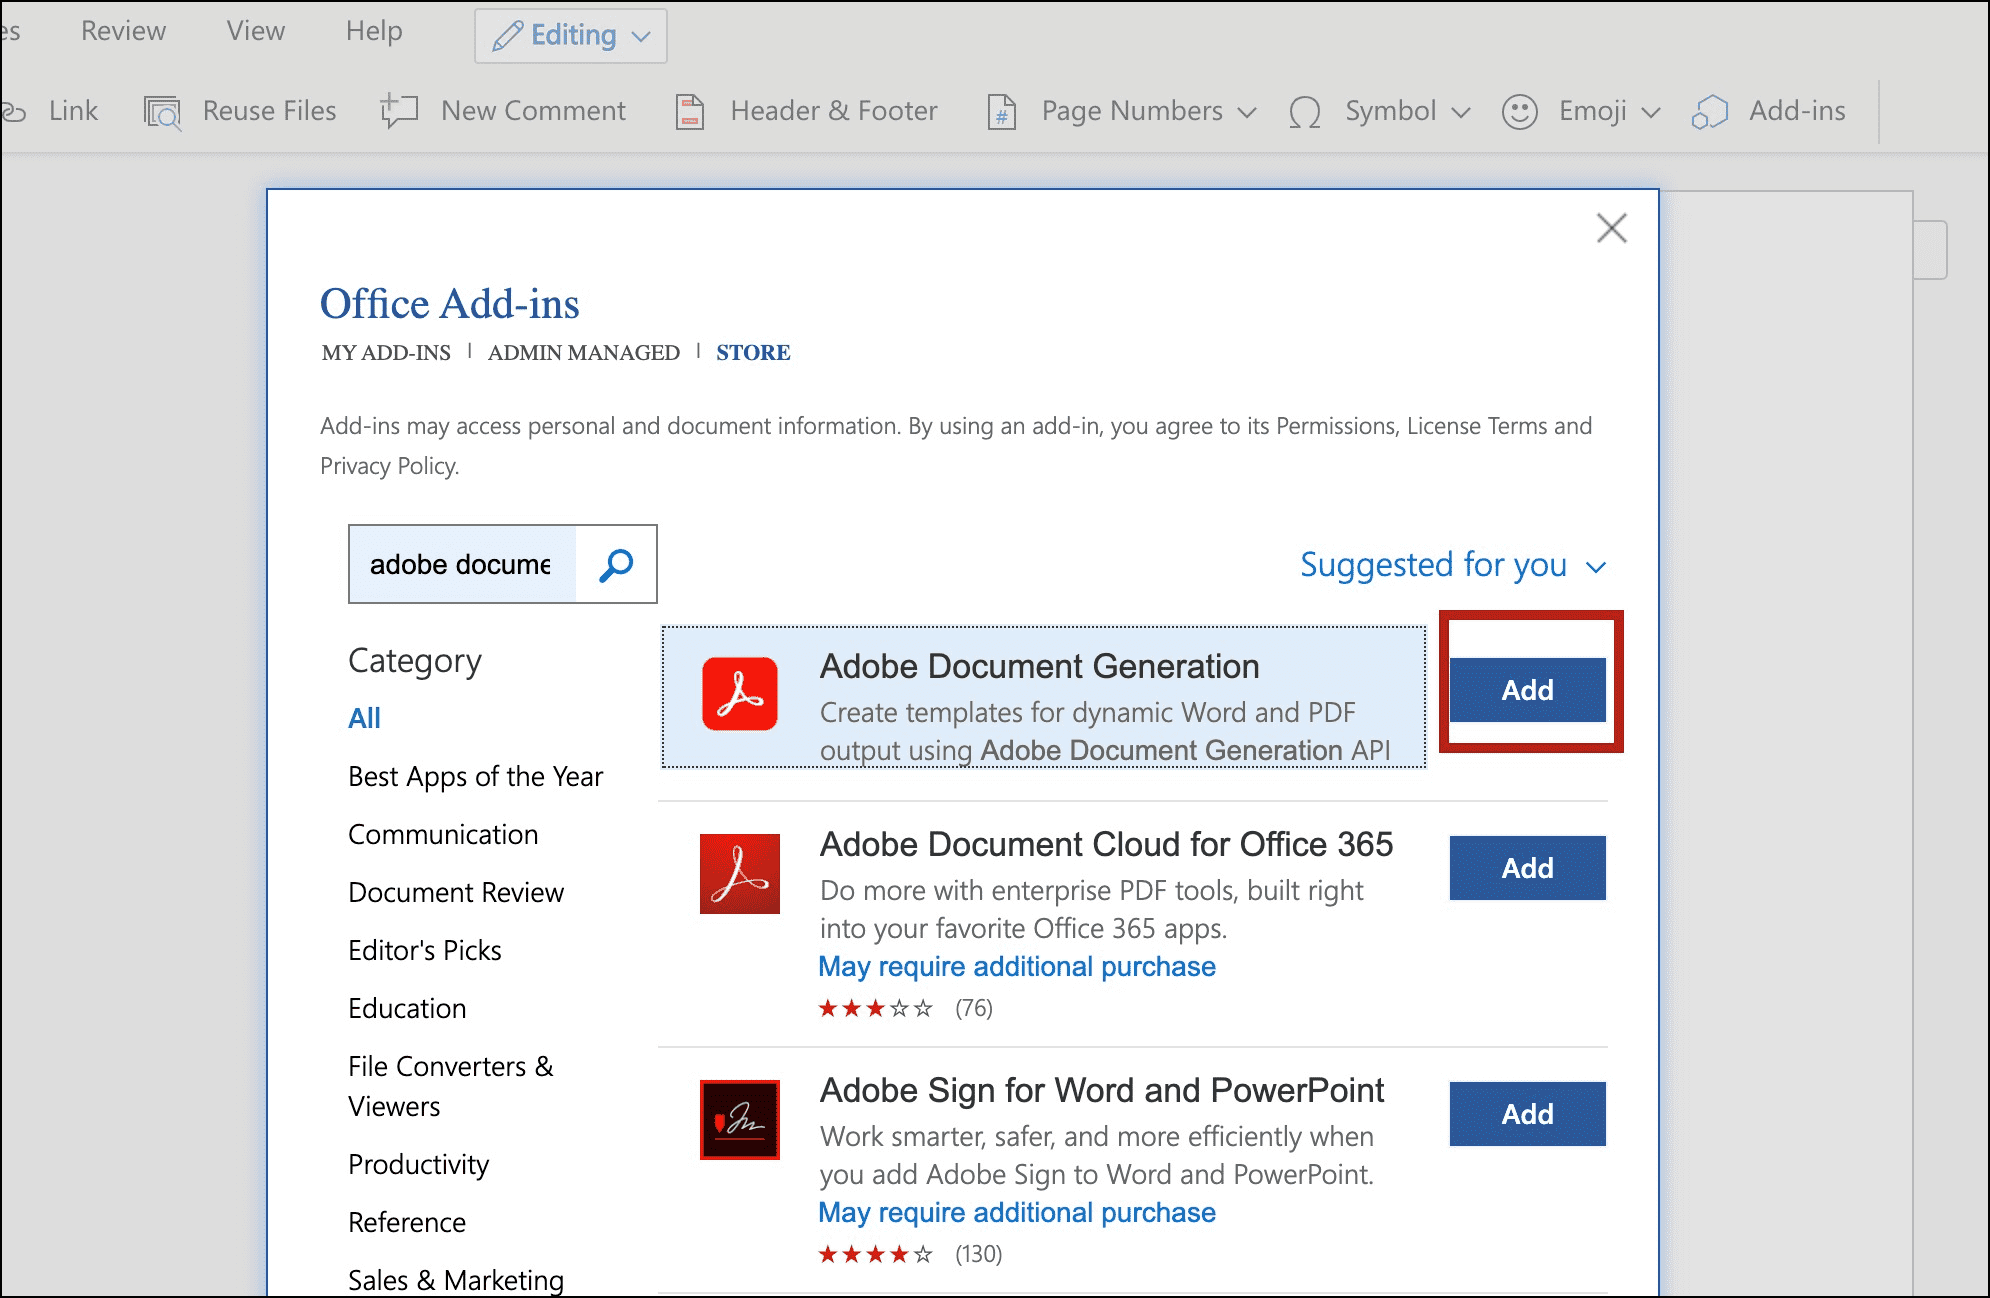 es Review View Help Editing
Link Reuse Files New Comment Header & Footer # Page Numbers Symbol Emoji Add-ins
Office Add-ins
MY ADD-INS | ADMIN MANAGED | STORE
Add-ins may access personal and document information. By using an add-in, you agree to its Permissions, License Terms and
Privacy Policy.
adobe docume
Suggested for you
Category
All
Best Apps of the Year
Communication
Document Review
Editor's Picks
Education
File Converters &
Viewers
Productivity
Reference
Sales & Marketing
Adobe Document Generation
Create templates for dynamic Word and PDF
output using Adobe Document Generation API
Add
Adobe Document Cloud for Office 365
Do more with enterprise PDF tools, built right
into your favorite Office 365 apps.
May require additional purchase
★★★☆☆ (76)
Add
Adobe Sign for Word and PowerPoint
Work smarter, safer, and more efficiently when
you add Adobe Sign to Word and PowerPoint.
May require additional purchase
★★★★☆ (130)
Add